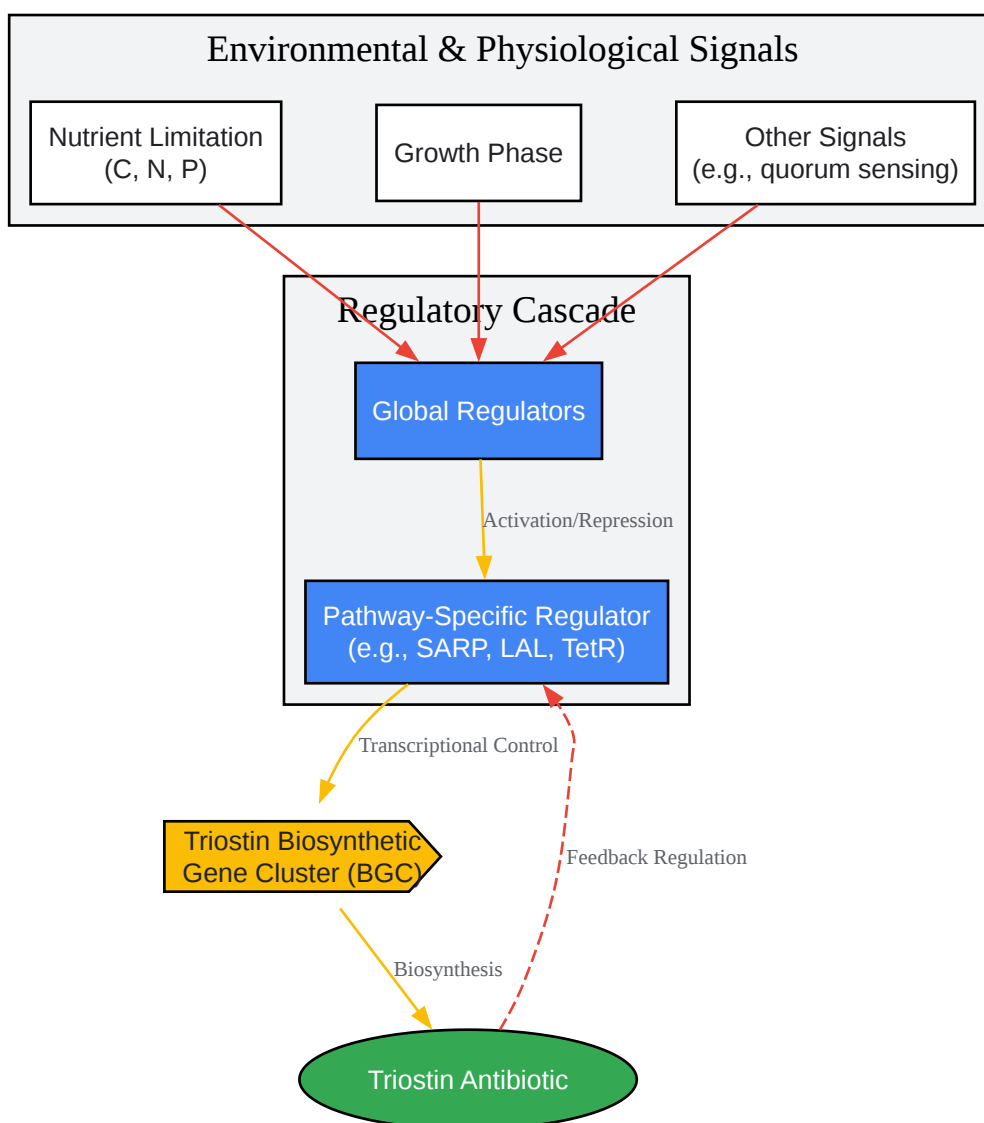 Environmental & Physiological Signals
Nutrient Limitation
(C, N, P)
Growth Phase
Other Signals
(e.g., quorum sensing)
Regulatory Cascade
Global Regulators
Activation/Repression
Pathway-Specific Regulator
(e.g., SARP, LAL, TetR)
Transcriptional Control
Triostin Biosynthetic
Gene Cluster (BGC)
Feedback Regulation
Biosynthesis
Triostin Antibiotic